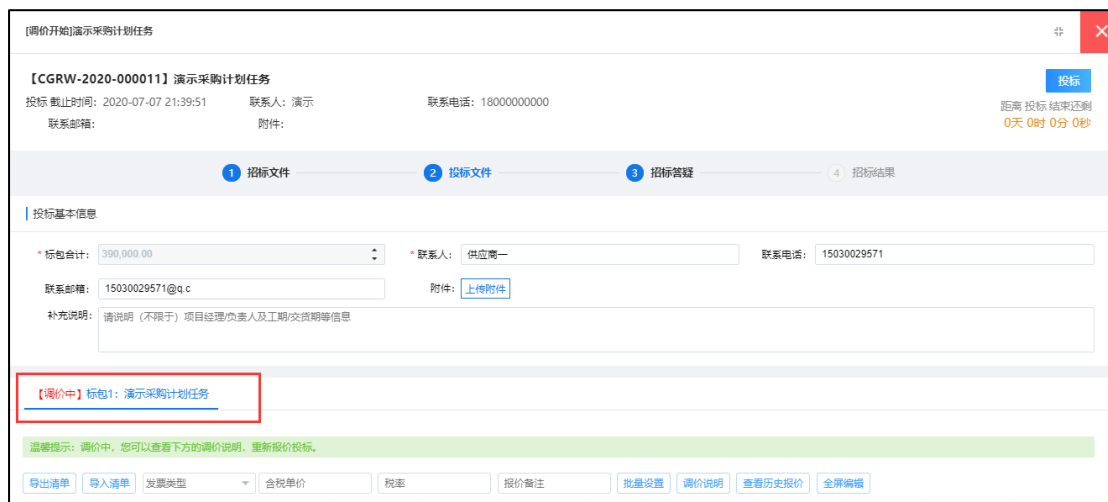 [调价开始]演示采购计划任务
【CGRW-2020-000011】演示采购计划任务
投标
投标 截止时间: 2020-07-07 21:39:51 联系人: 演示 联系电话: 18000000000
距离 投标 结束还剩
联系邮箱: 附件:
0天 0时 0分 0秒
1 招标文件 2 投标文件 3 招标答疑 4 招标结果
投标基本信息
* 标包合计: 390,000.00 * 联系人: 供应商一 联系电话: 15030029571
联系邮箱: 15030029571@q.c 附件: 上传附件
补充说明: 请说明（不限于）项目经理/负责人及工期/交货期等信息
【调价中】标包1: 演示采购计划任务
温馨提示: 调价中，您可以查看下方的调价说明，重新报价投标。
导出清单 导入清单 发票类型 含税单价 税率 报价备注 批量设置 调价说明 查看历史报价 全屏编辑